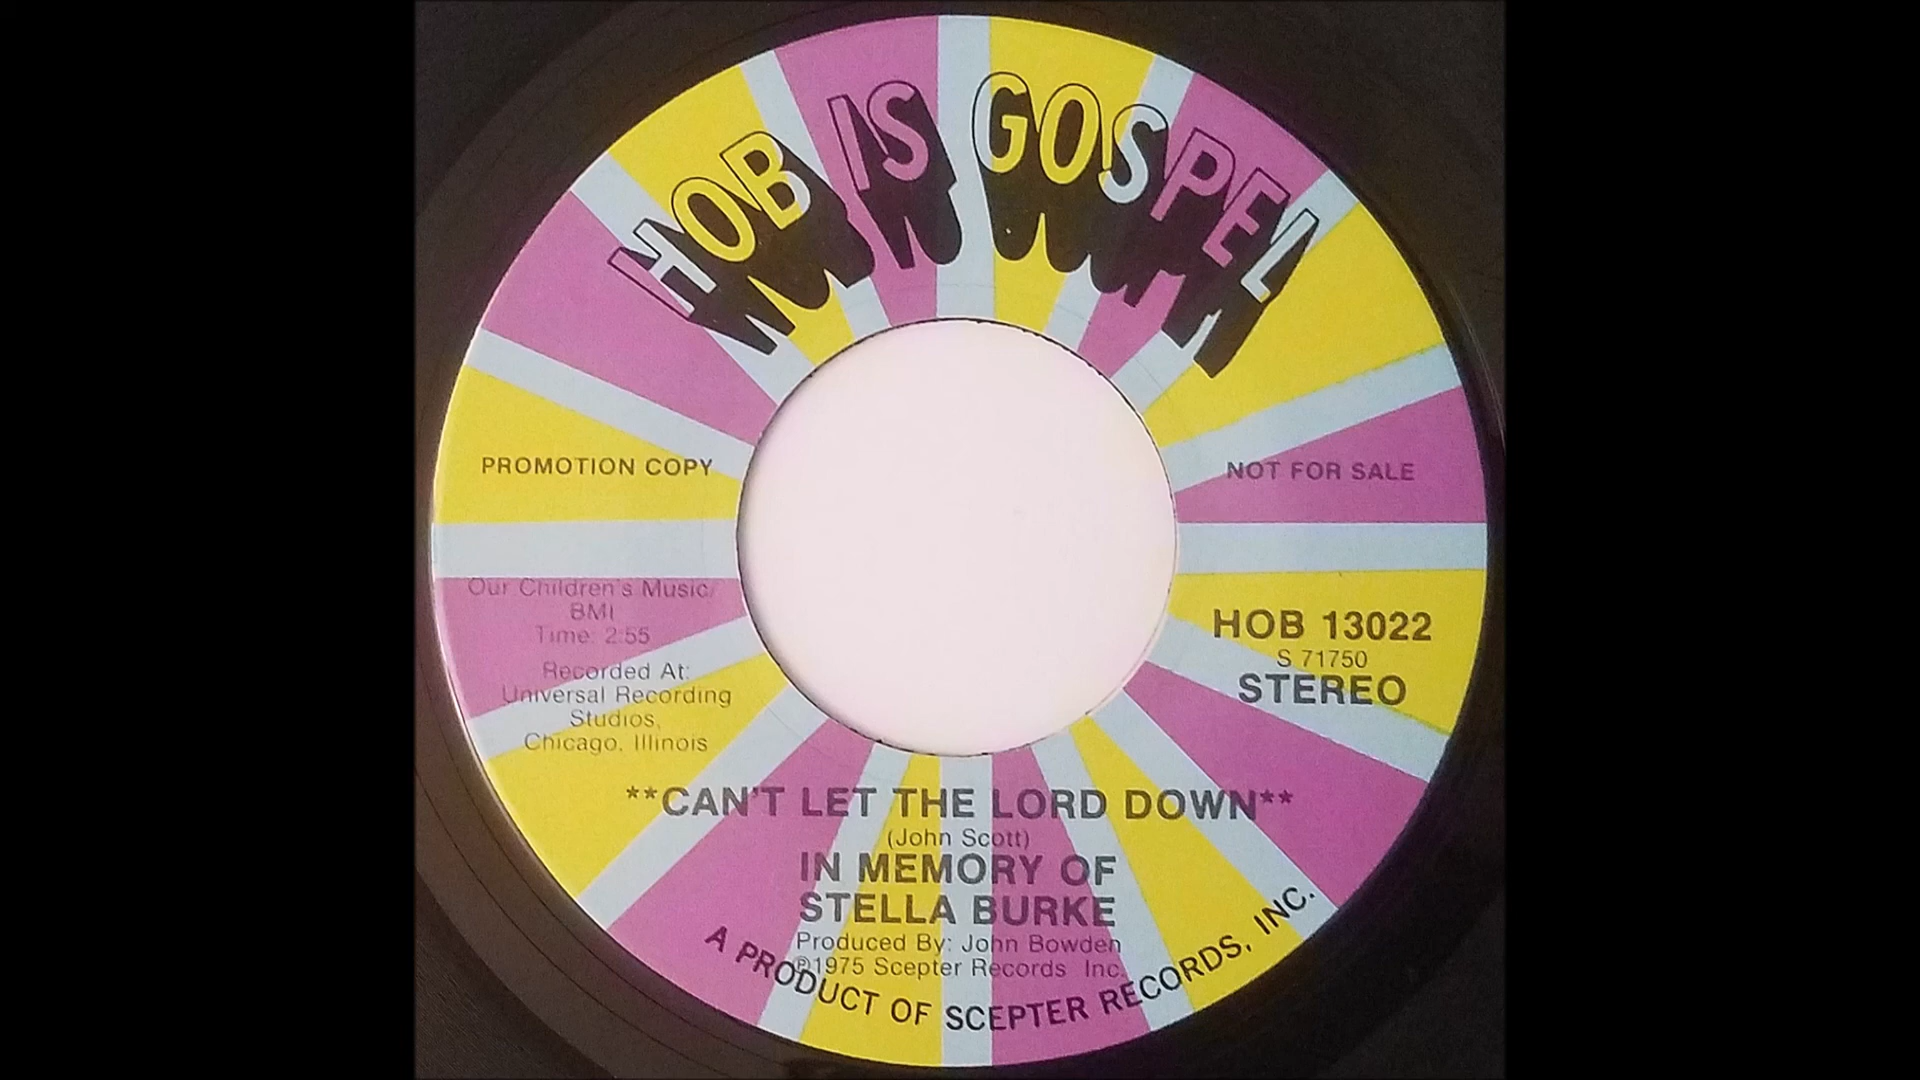 HOB IS GOSPEL
PROMOTION COPY
NOT FOR SALE
Our Children's Music/
BMI
Time: 2:55
Recorded At:
Universal Recording
Studios,
Chicago, Illinois
HOB 13022
S 71750
STEREO
**CAN'T LET THE LORD DOWN**
(John Scott)
IN MEMORY OF
STELLA BURKE
Produced By: John Bowden
℗1975 Scepter Records Inc.
A PRODUCT OF SCEPTER RECORDS, INC.